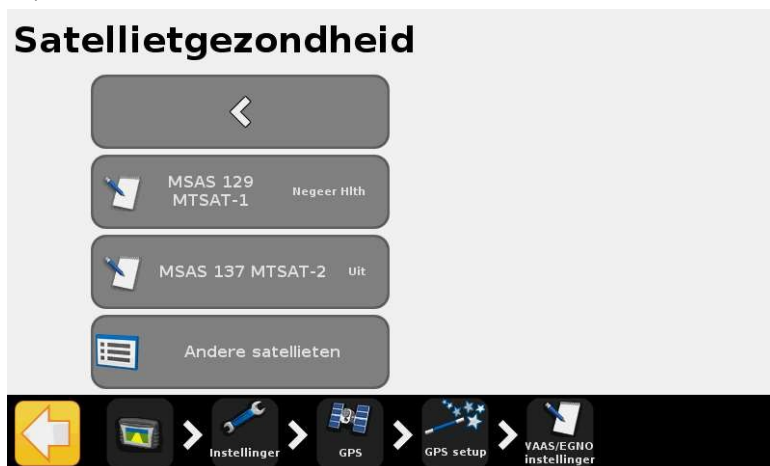 Satellietgezondheid
MSAS 129
MTSAT-1
Negeer Hlth
MSAS 137 MTSAT-2
Uit
Andere satellieten
Instellinger
GPS
GPS setup
VAAS/EGNO
instellinger